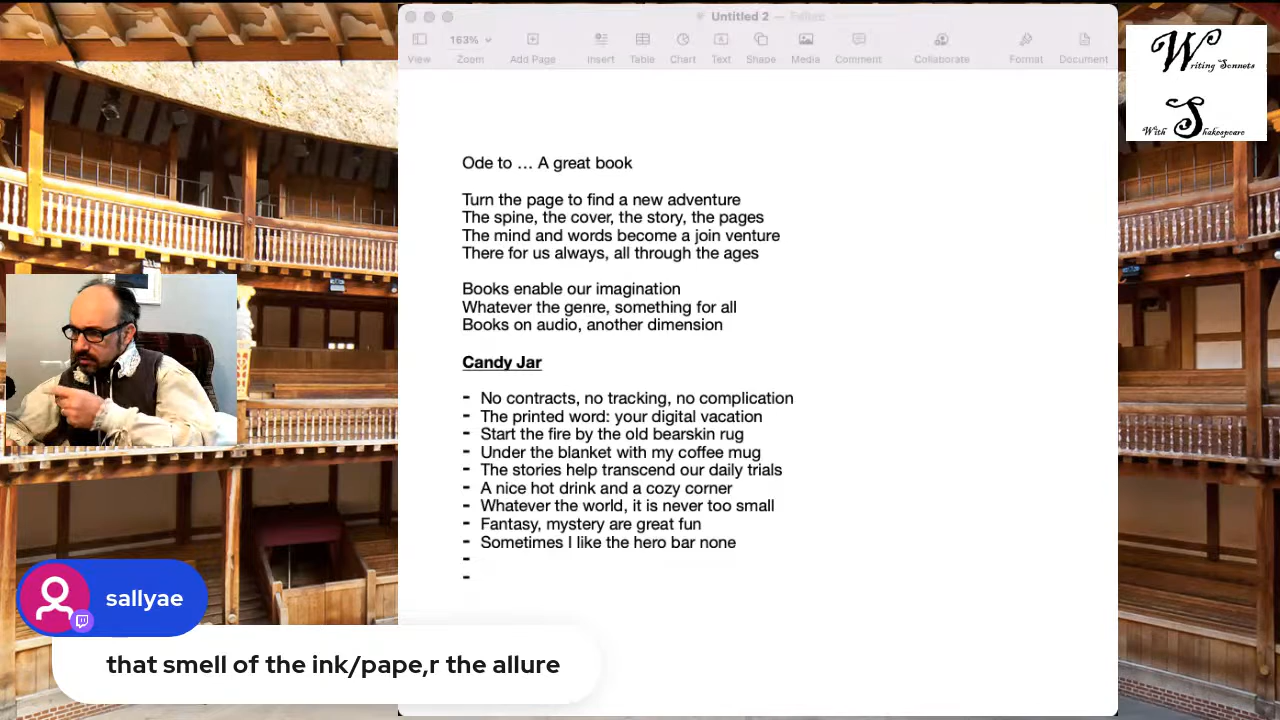 Untitled 2 — Edited
163%
View
Zoom
Add Page
Insert
Table
Chart
Text
Shape
Media
Comment
Collaborate
Format
Document
Writing Sonnets
With Shakespeare
Ode to … A great book
Turn the page to find a new adventure
The spine, the cover, the story, the pages
The mind and words become a join venture
There for us always, all through the ages
Books enable our imagination
Whatever the genre, something for all
Books on audio, another dimension
Candy Jar
- No contracts, no tracking, no complication
- The printed word: your digital vacation
- Start the fire by the old bearskin rug
- Under the blanket with my coffee mug
- The stories help transcend our daily trials
- A nice hot drink and a cozy corner
- Whatever the world, it is never too small
- Fantasy, mystery are great fun
- Sometimes I like the hero bar none
-
-
sallyae
that smell of the ink/pape,r the allure